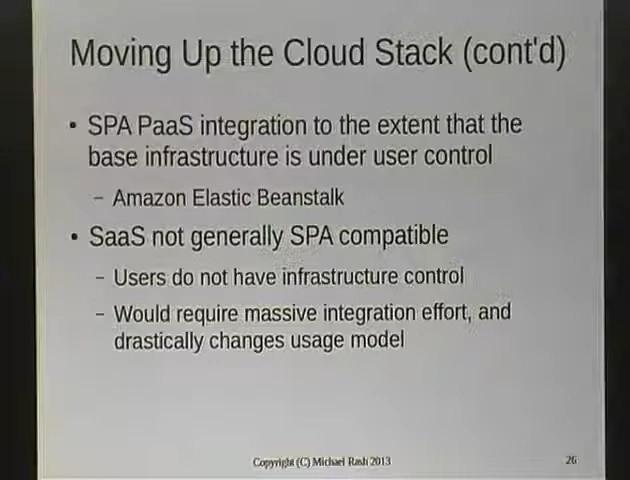 Moving Up the Cloud Stack (cont'd)
• SPA PaaS integration to the extent that the
base infrastructure is under user control
– Amazon Elastic Beanstalk
• SaaS not generally SPA compatible
– Users do not have infrastructure control
– Would require massive integration effort, and
drastically changes usage model
Copyright (C) Michael Rash 2013
26